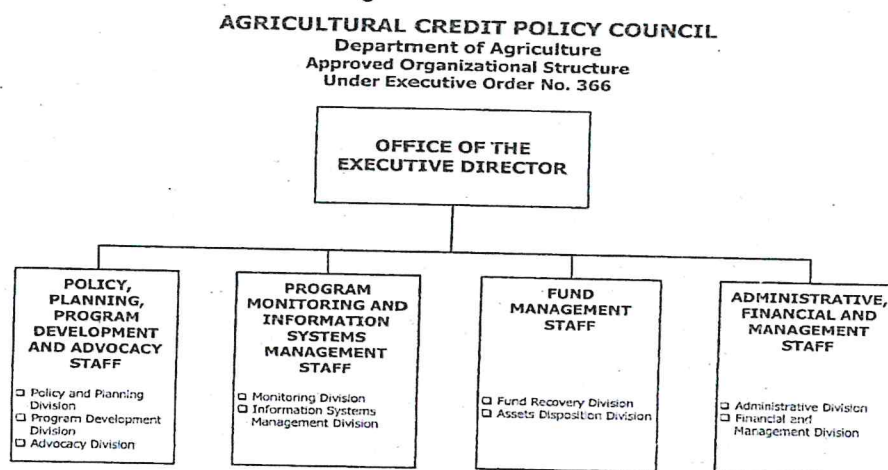 AGRICULTURAL CREDIT POLICY COUNCIL
Department of Agriculture
Approved Organizational Structure
Under Executive Order No. 366
OFFICE OF THE
EXECUTIVE DIRECTOR
POLICY,
PLANNING,
PROGRAM
DEVELOPMENT
AND ADVOCACY
STAFF
❑ Policy and Planning
Division
❑ Program Development
Division
❑ Advocacy Division
PROGRAM
MONITORING AND
INFORMATION
SYSTEMS
MANAGEMENT
STAFF
❑ Monitoring Division
❑ Information Systems
Management Division
FUND
MANAGEMENT
STAFF
❑ Fund Recovery Division
❑ Assets Disposition Division
ADMINISTRATIVE,
FINANCIAL AND
MANAGEMENT
STAFF
❑ Administrative Division
❑ Financial and
Management Division